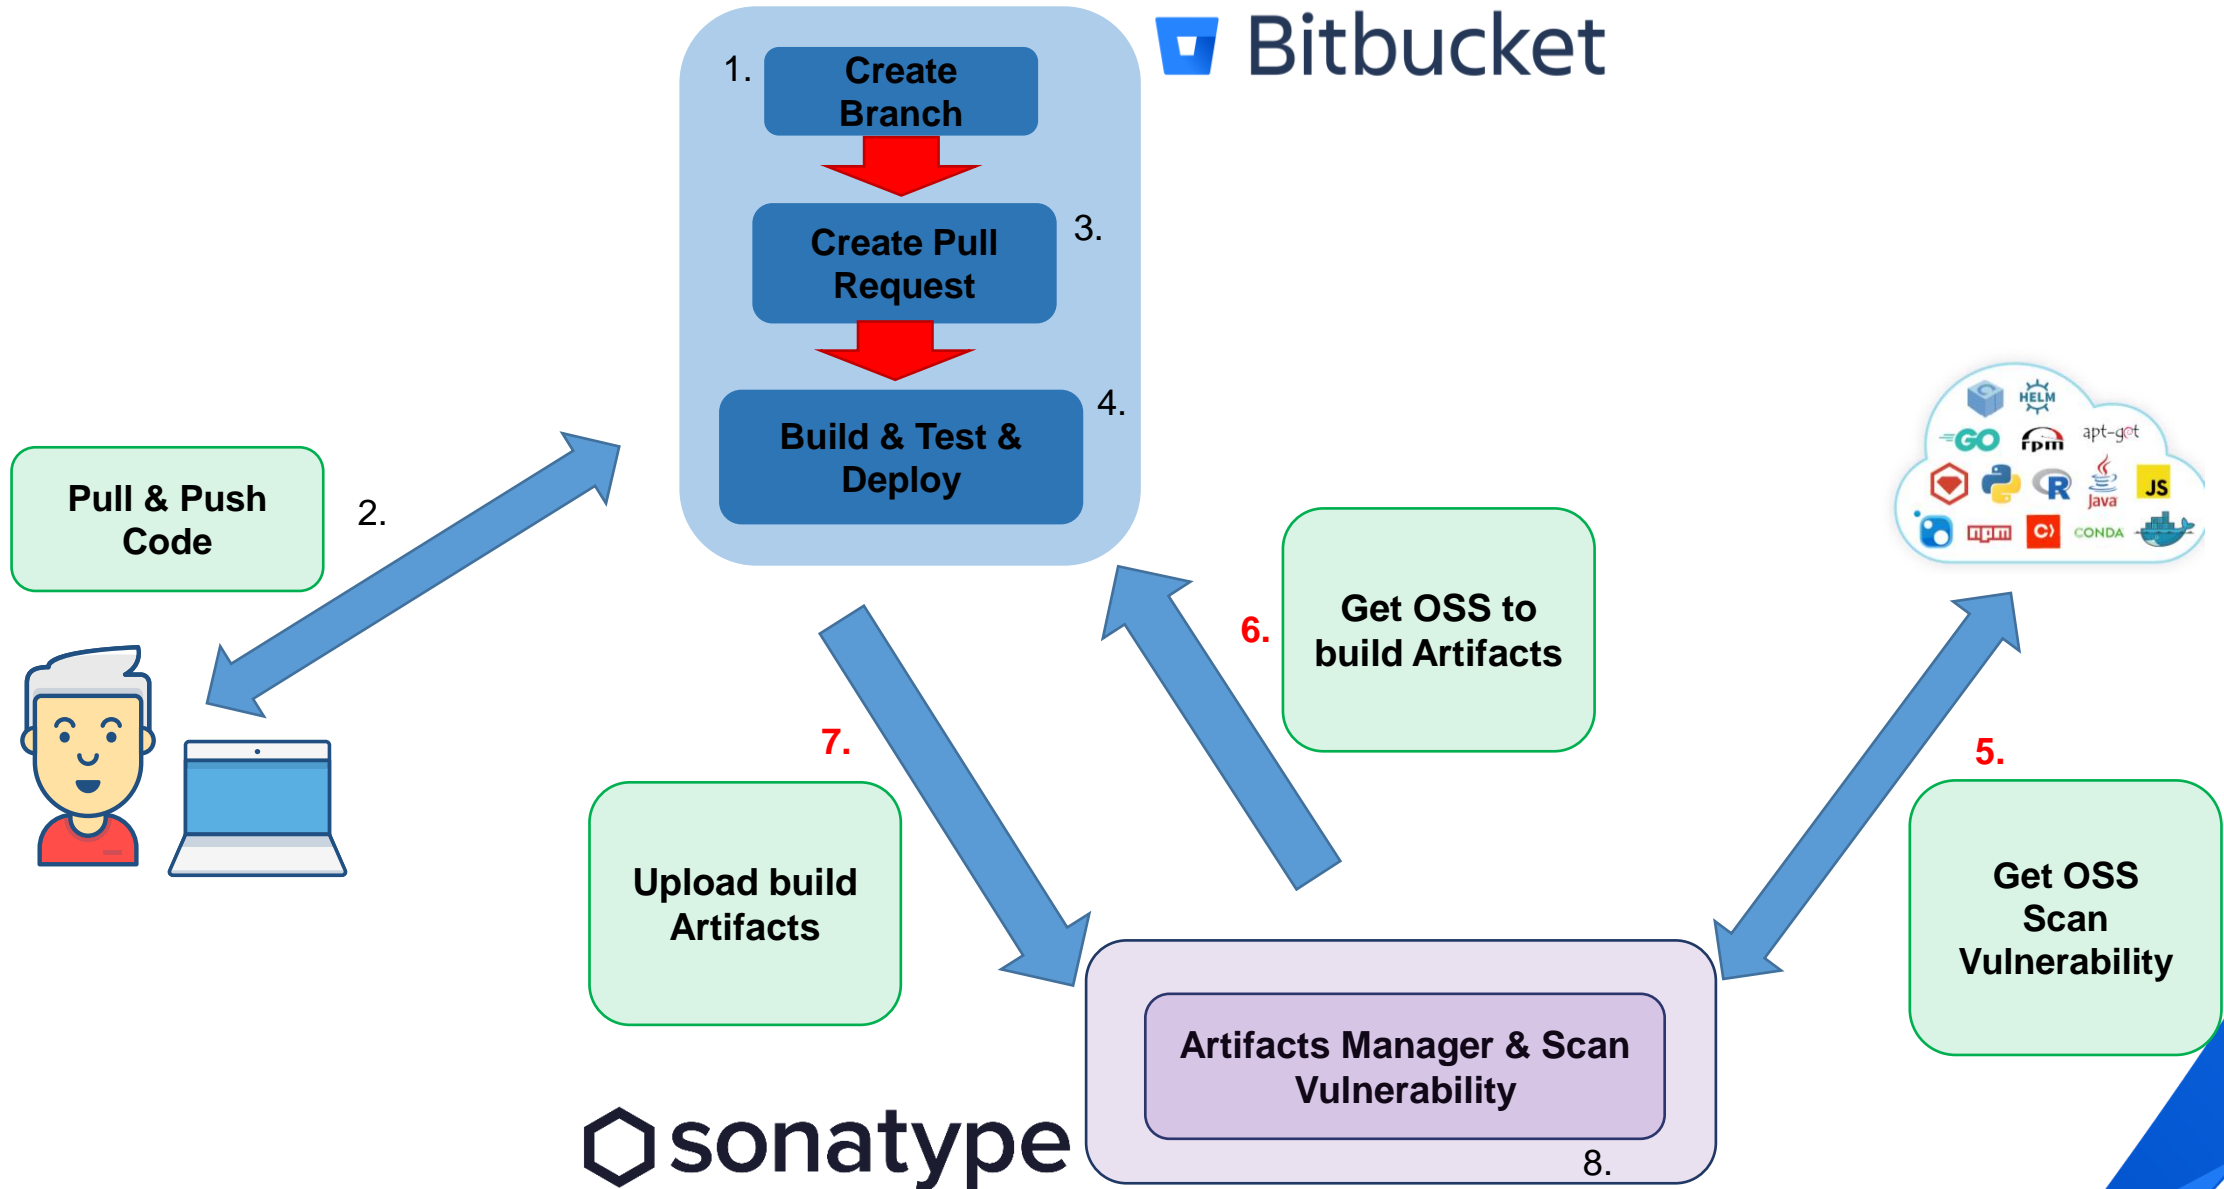 Bitbucket
1.
Create
Branch
Create Pull
Request
3.
4.
Build & Test &
Deploy
Pull & Push
Code
2.
HELM
GO
rpm
apt-get
R
Java
JS
npm
C
CONDA
6.
Get OSS to
build Artifacts
7.
Upload build
Artifacts
5.
Get OSS
Scan
Vulnerability
Artifacts Manager & Scan
Vulnerability
8.
sonatype